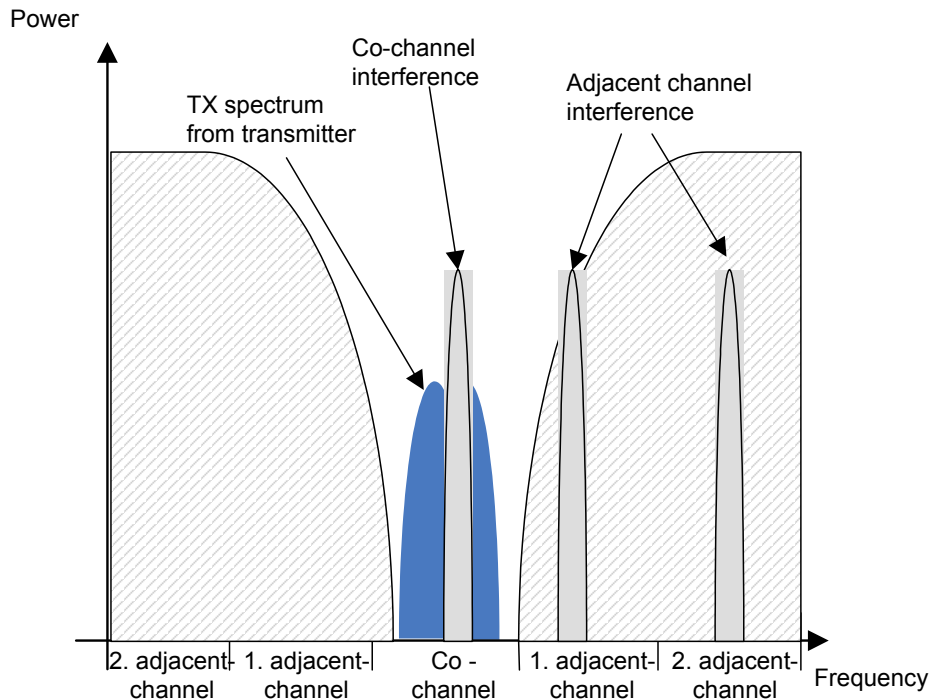 Power
Co-channel
interference
TX spectrum
from transmitter
Adjacent channel
interference
2. adjacent-
channel
1. adjacent-
channel
Co -
channel
1. adjacent-
channel
2. adjacent-
channel
Frequency